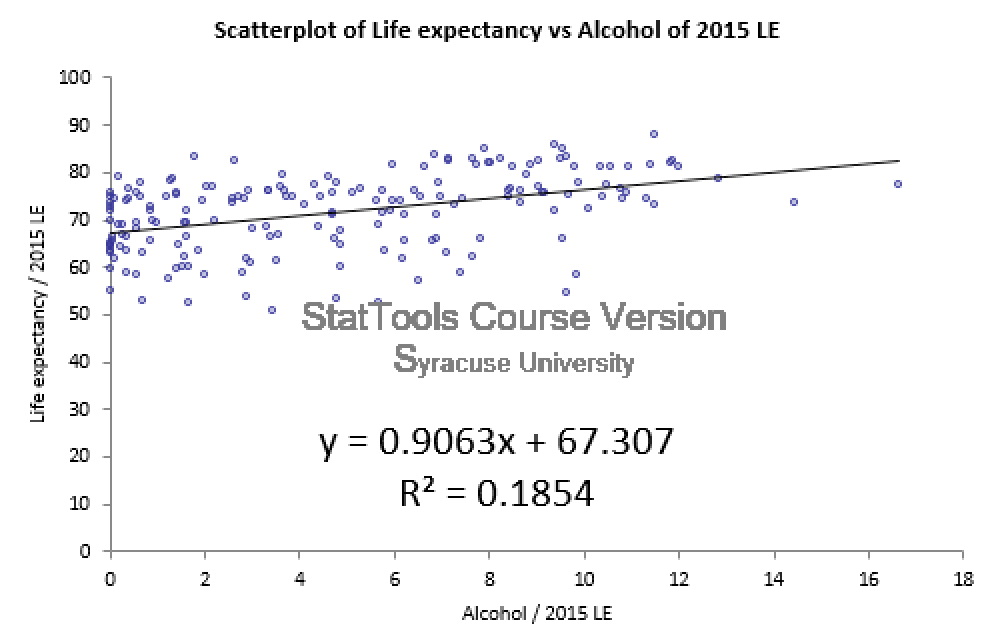 Scatterplot of Life expectancy vs Alcohol of 2015 LE
100
90
80
70
60
50
40
30
20
10
0
Life expectancy / 2015 LE
StatTools Course Version
Syracuse University
y = 0.9063x + 67.307
R² = 0.1854
0 2 4 6 8 10 12 14 16 18
Alcohol / 2015 LE